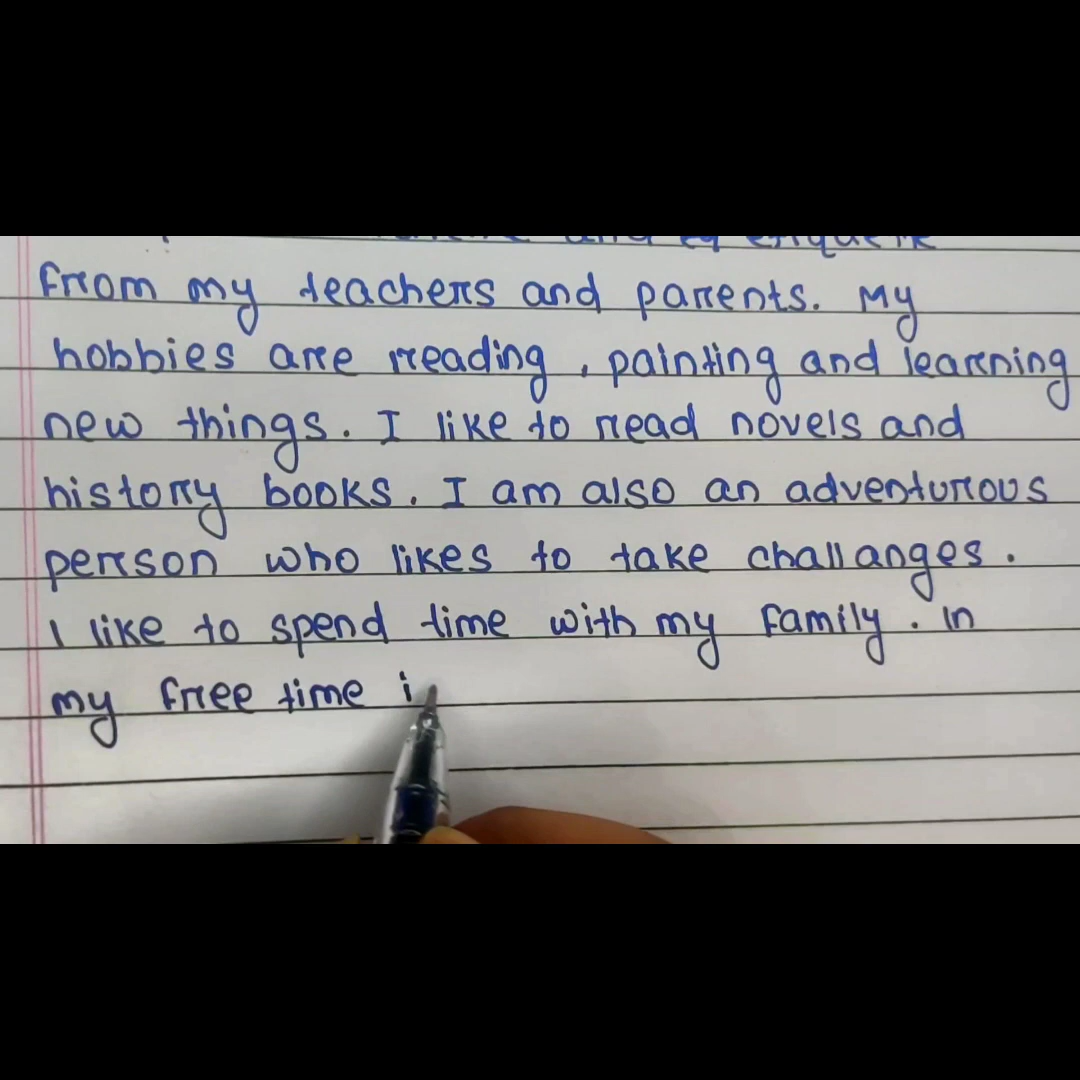 from my teachers and parents. My
hobbies are reading, painting and learning
new things. I like to read novels and
history books. I am also an adventurous
person who likes to take challanges.
I like to spend time with my family. In
my free time i